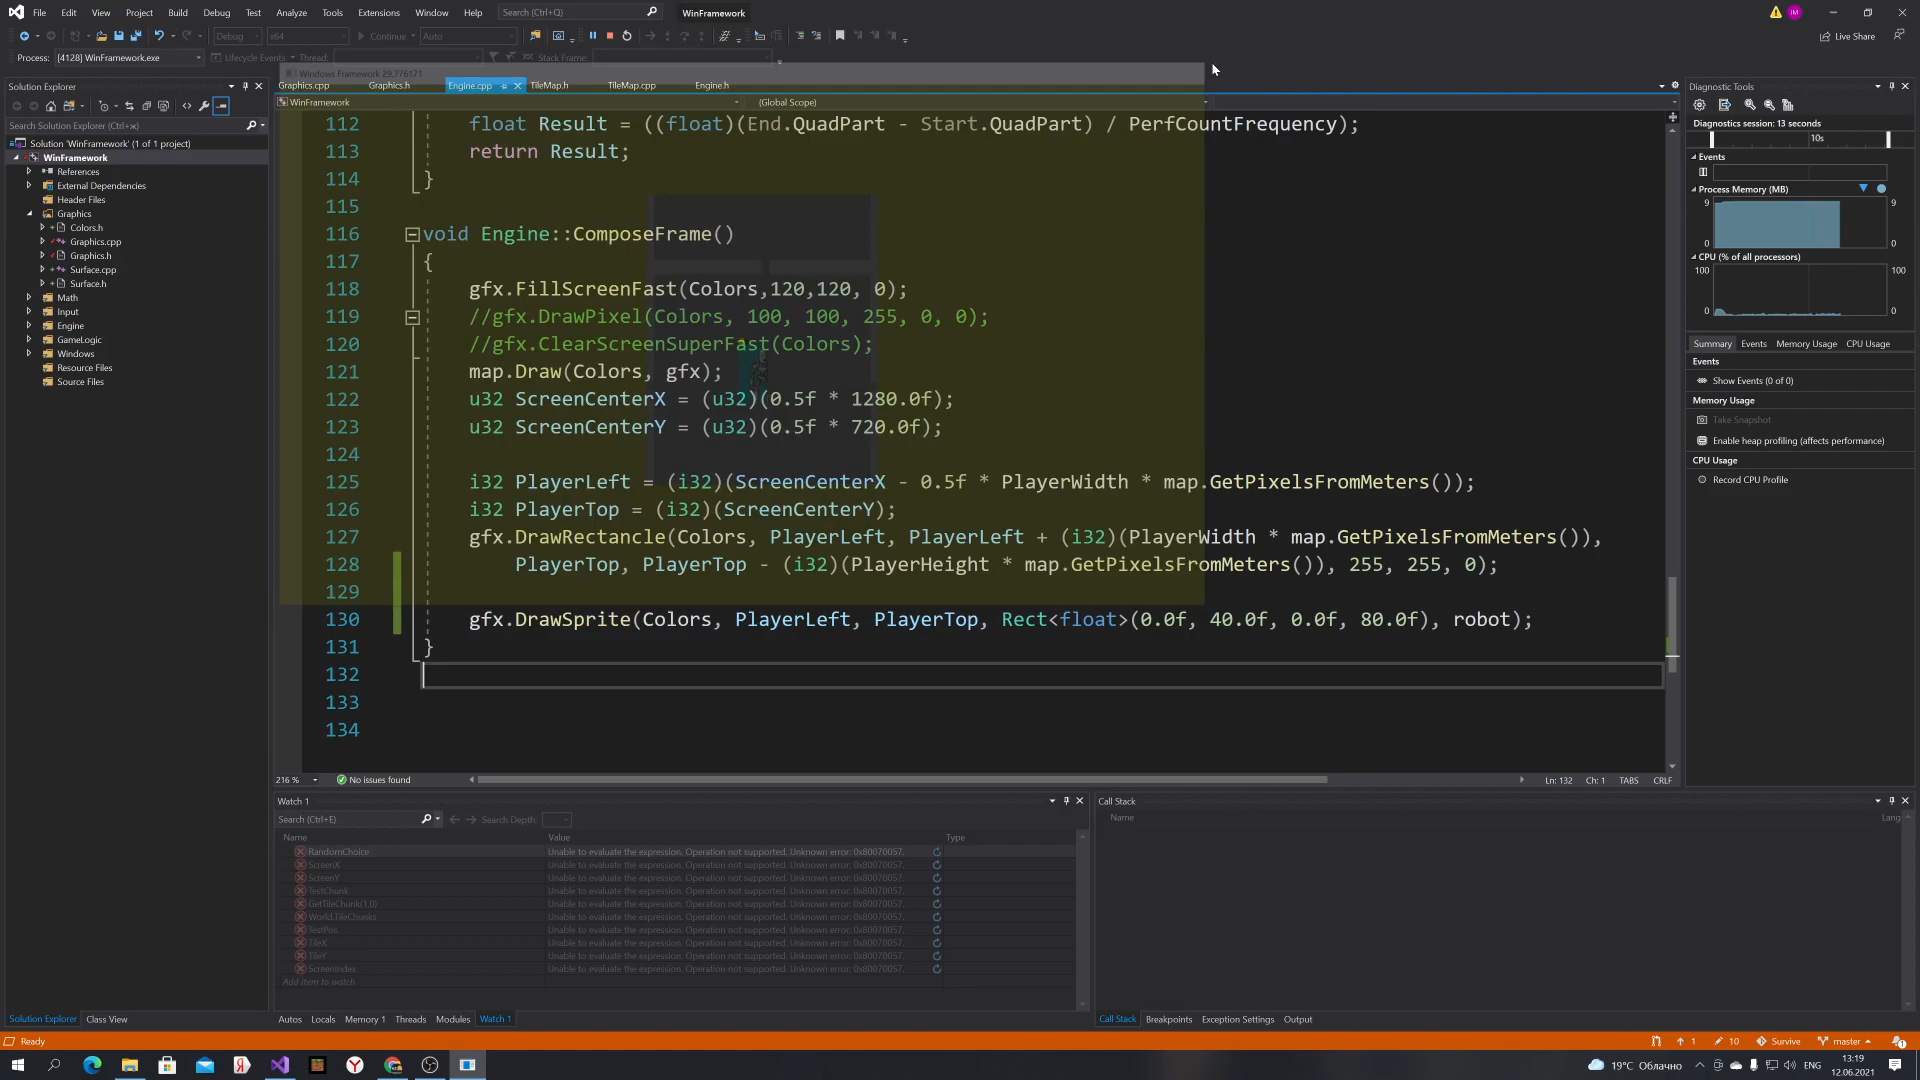 File Edit View Project Build Debug Test Analyze Tools Extensions Window Help Search (Ctrl+Q) WinFramework
IM
Debug x64 Continue Auto Live Share
Process: [4128] WinFramework.exe Lifecycle Events Thread: Stack Frame:
Windows Framework 29.776171
Solution Explorer
Graphics.cpp Graphics.h Engine.cpp TileMap.h TileMap.cpp Engine.h
WinFramework (Global Scope)
Search Solution Explorer (Ctrl+ж)
Solution 'WinFramework' (1 of 1 project)
WinFramework
References
External Dependencies
Header Files
Graphics
Colors.h
Graphics.cpp
Graphics.h
Surface.cpp
Surface.h
Math
Input
Engine
GameLogic
Windows
Resource Files
Source Files
Solution Explorer Class View
112 float Result = ((float)(End.QuadPart - Start.QuadPart) / PerfCountFrequency);
113 return Result;
114 }
115
116 void Engine::ComposeFrame()
117 {
118 gfx.FillScreenFast(Colors,120,120, 0);
119 //gfx.DrawPixel(Colors, 100, 100, 255, 0, 0);
120 //gfx.ClearScreenSuperFast(Colors);
121 map.Draw(Colors, gfx);
122 u32 ScreenCenterX = (u32)(0.5f * 1280.0f);
123 u32 ScreenCenterY = (u32)(0.5f * 720.0f);
124
125 i32 PlayerLeft = (i32)(ScreenCenterX - 0.5f * PlayerWidth * map.GetPixelsFromMeters());
126 i32 PlayerTop = (i32)(ScreenCenterY);
127 gfx.DrawRectancle(Colors, PlayerLeft, PlayerLeft + (i32)(PlayerWidth * map.GetPixelsFromMeters()),
128 PlayerTop, PlayerTop - (i32)(PlayerHeight * map.GetPixelsFromMeters()), 255, 255, 0);
129
130 gfx.DrawSprite(Colors, PlayerLeft, PlayerTop, Rect<float>(0.0f, 40.0f, 0.0f, 80.0f), robot);
131 }
132
133
134
216 % No issues found Ln: 132 Ch: 1 TABS CRLF
Diagnostic Tools
Diagnostics session: 13 seconds
10s
Events
Process Memory (MB)
9 9
0 0
CPU (% of all processors)
100 100
0 0
Summary Events Memory Usage CPU Usage
Events
Show Events (0 of 0)
Memory Usage
Take Snapshot
Enable heap profiling (affects performance)
CPU Usage
Record CPU Profile
Watch 1
Search (Ctrl+E) Search Depth:
Name Value Type
RandomChoice Unable to evaluate the expression. Operation not supported. Unknown error: 0x80070057.
ScreenX Unable to evaluate the expression. Operation not supported. Unknown error: 0x80070057.
ScreenY Unable to evaluate the expression. Operation not supported. Unknown error: 0x80070057.
TestChunk Unable to evaluate the expression. Operation not supported. Unknown error: 0x80070057.
GetTileChunk(1,0) Unable to evaluate the expression. Operation not supported. Unknown error: 0x80070057.
World.TileChunks Unable to evaluate the expression. Operation not supported. Unknown error: 0x80070057.
TestPos Unable to evaluate the expression. Operation not supported. Unknown error: 0x80070057.
TileX Unable to evaluate the expression. Operation not supported. Unknown error: 0x80070057.
TileY Unable to evaluate the expression. Operation not supported. Unknown error: 0x80070057.
ScreenIndex Unable to evaluate the expression. Operation not supported. Unknown error: 0x80070057.
Add item to watch
Autos Locals Memory 1 Threads Modules Watch 1
Call Stack
Name Lang
Call Stack Breakpoints Exception Settings Output
Ready 1 10 Survive master 1
19°C Облачно ENG 13:19
12.06.2021